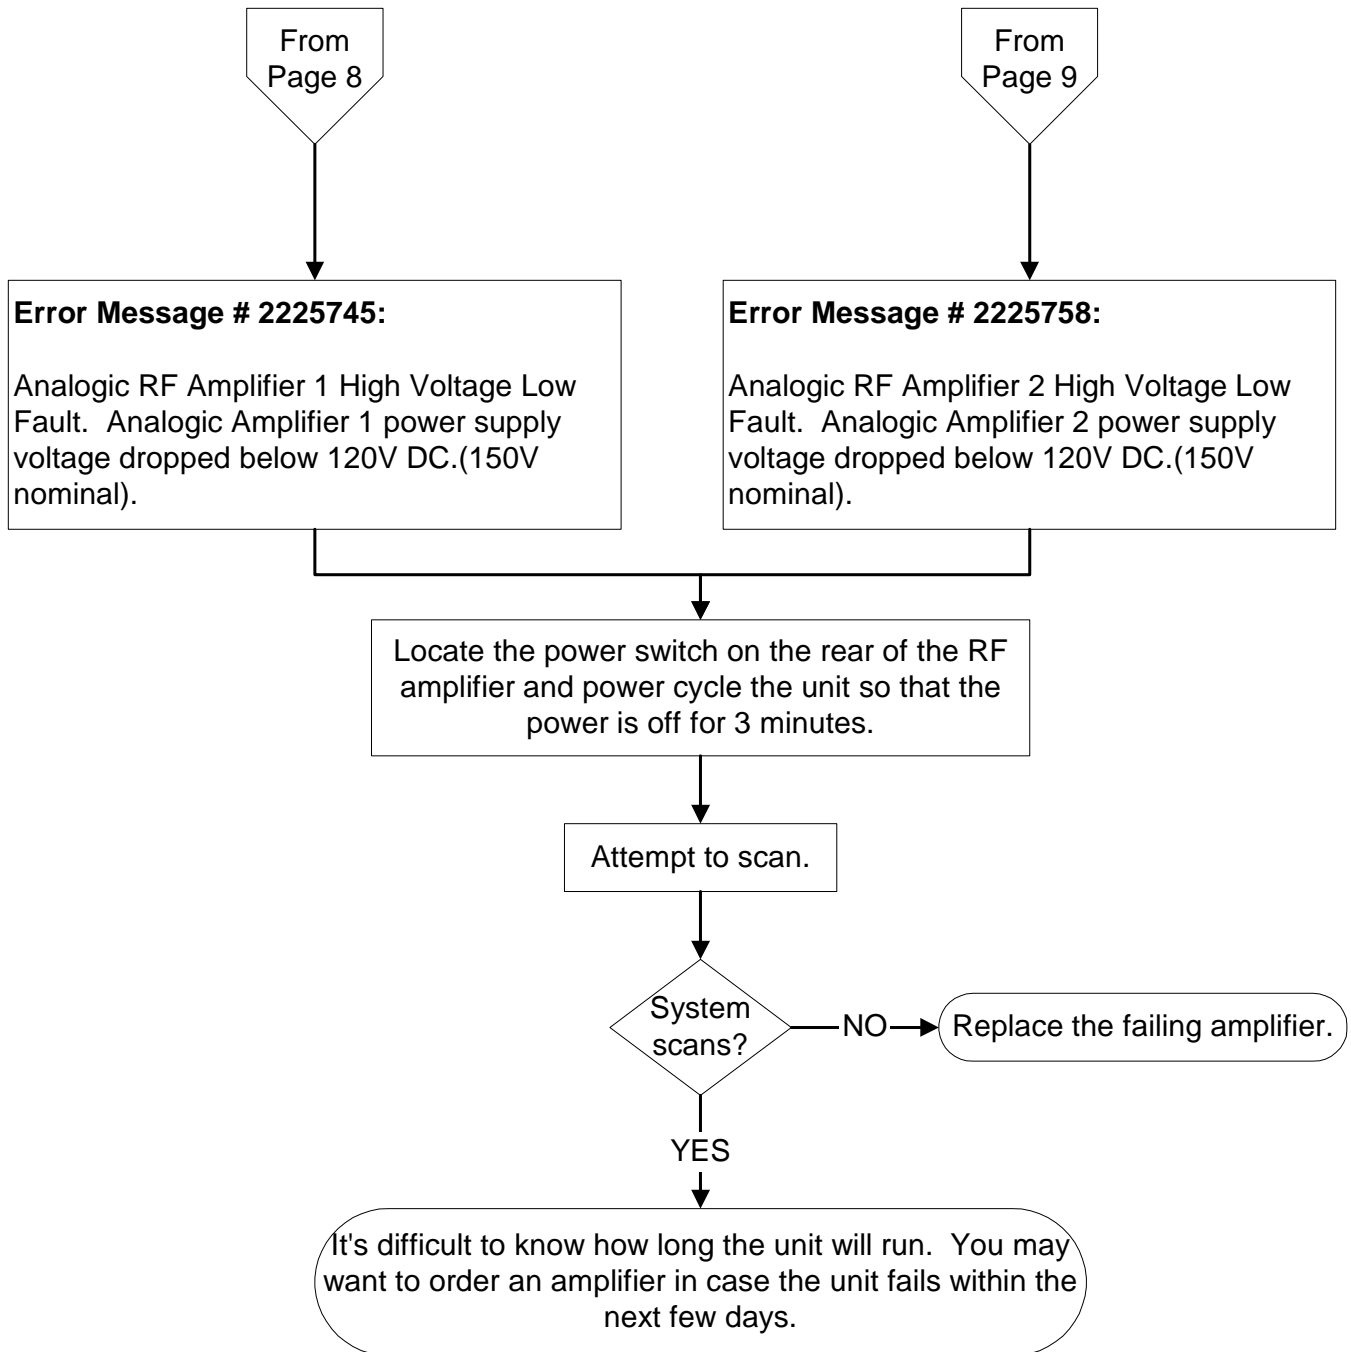 From
Page 8
From
Page 9
Error Message # 2225745:
Analogic RF Amplifier 1 High Voltage Low
Fault.  Analogic Amplifier 1 power supply
voltage dropped below 120V DC.(150V
nominal).
Error Message # 2225758:
Analogic RF Amplifier 2 High Voltage Low
Fault.  Analogic Amplifier 2 power supply
voltage dropped below 120V DC.(150V
nominal).
Locate the power switch on the rear of the RF
amplifier and power cycle the unit so that the
power is off for 3 minutes.
Attempt to scan.
System
scans?
NO
Replace the failing amplifier.
YES
It's difficult to know how long the unit will run.  You may
want to order an amplifier in case the unit fails within the
next few days.